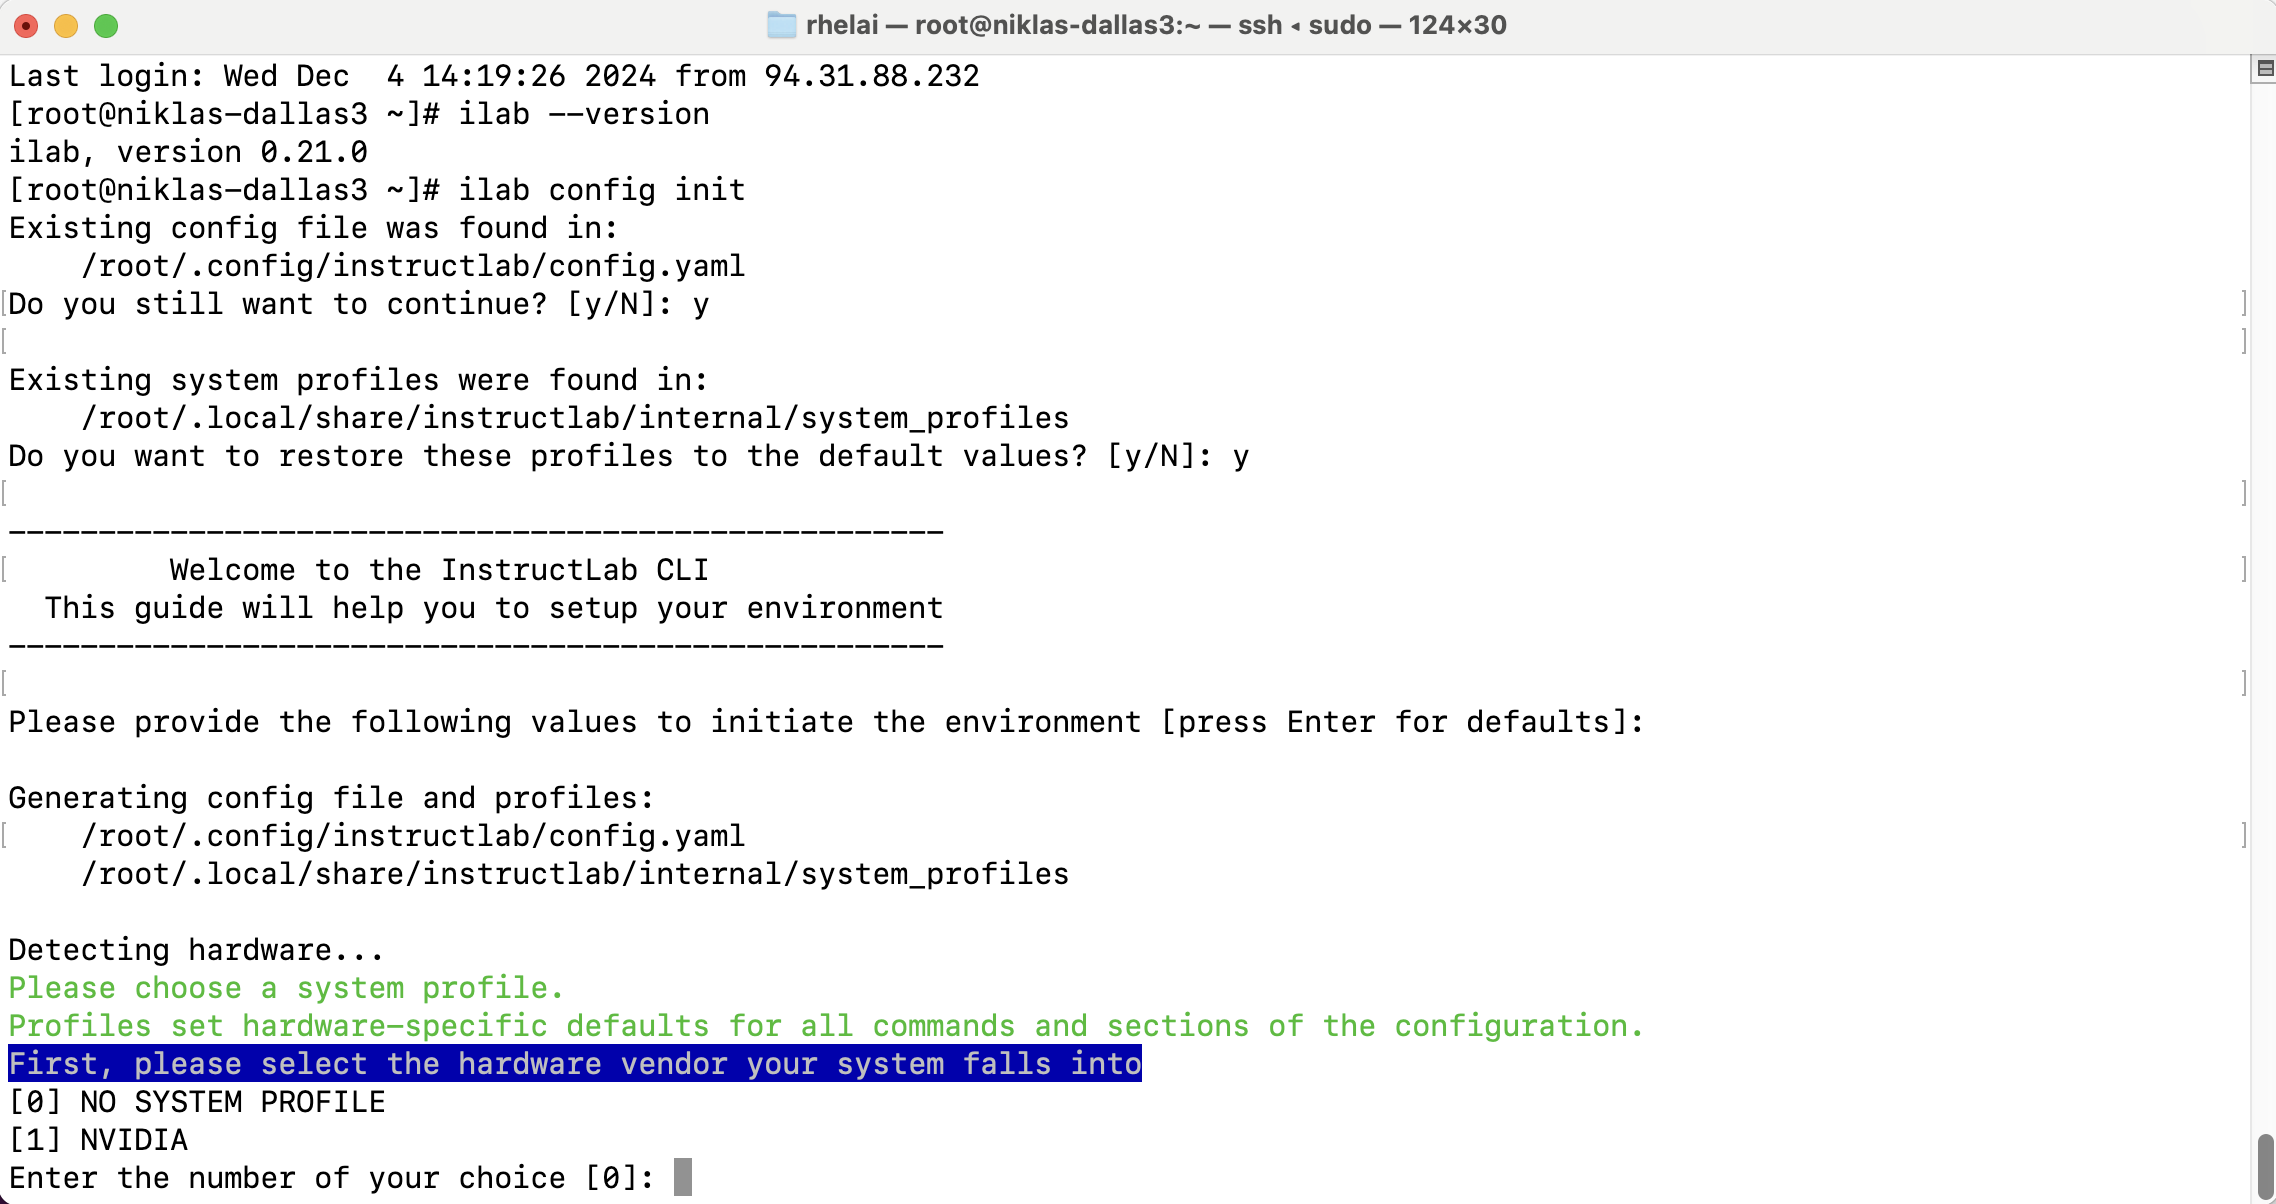 rhelai — root@niklas-dallas3:~ — ssh ◂ sudo — 124×30
Last login: Wed Dec  4 14:19:26 2024 from 94.31.88.232
[root@niklas-dallas3 ~]# ilab --version
ilab, version 0.21.0
[root@niklas-dallas3 ~]# ilab config init
Existing config file was found in:
    /root/.config/instructlab/config.yaml
Do you still want to continue? [y/N]: y
Existing system profiles were found in:
    /root/.local/share/instructlab/internal/system_profiles
Do you want to restore these profiles to the default values? [y/N]: y
----------------------------------------------------
         Welcome to the InstructLab CLI
  This guide will help you to setup your environment
----------------------------------------------------
Please provide the following values to initiate the environment [press Enter for defaults]:
Generating config file and profiles:
    /root/.config/instructlab/config.yaml
    /root/.local/share/instructlab/internal/system_profiles
Detecting hardware...
Please choose a system profile.
Profiles set hardware-specific defaults for all commands and sections of the configuration.
First, please select the hardware vendor your system falls into
[0] NO SYSTEM PROFILE
[1] NVIDIA
Enter the number of your choice [0]: